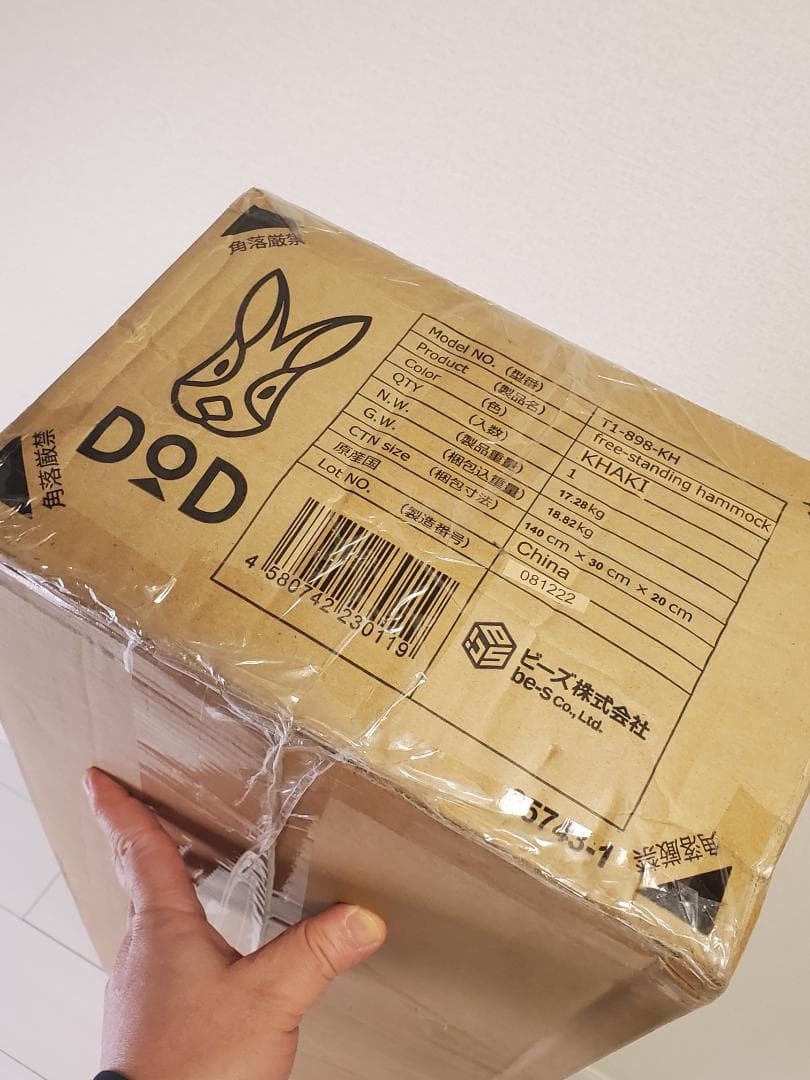 角落厳禁
角落厳禁
DOD
Model NO. (型番) T1-898-KH
Product (製品名) free-standing hammock
Color (色) KHAKI
QTY (入数) 1
N.W. (製品重量) 17.28kg
G.W. (梱包込重量) 18.82kg
CTN size (梱包寸法) 140 cm × 30 cm × 20 cm
原産国 China
Lot NO. (製造番号) 081222
4 580742 230119
ビーズ株式会社
be-s Co., Ltd.
5743-1
角落厳禁